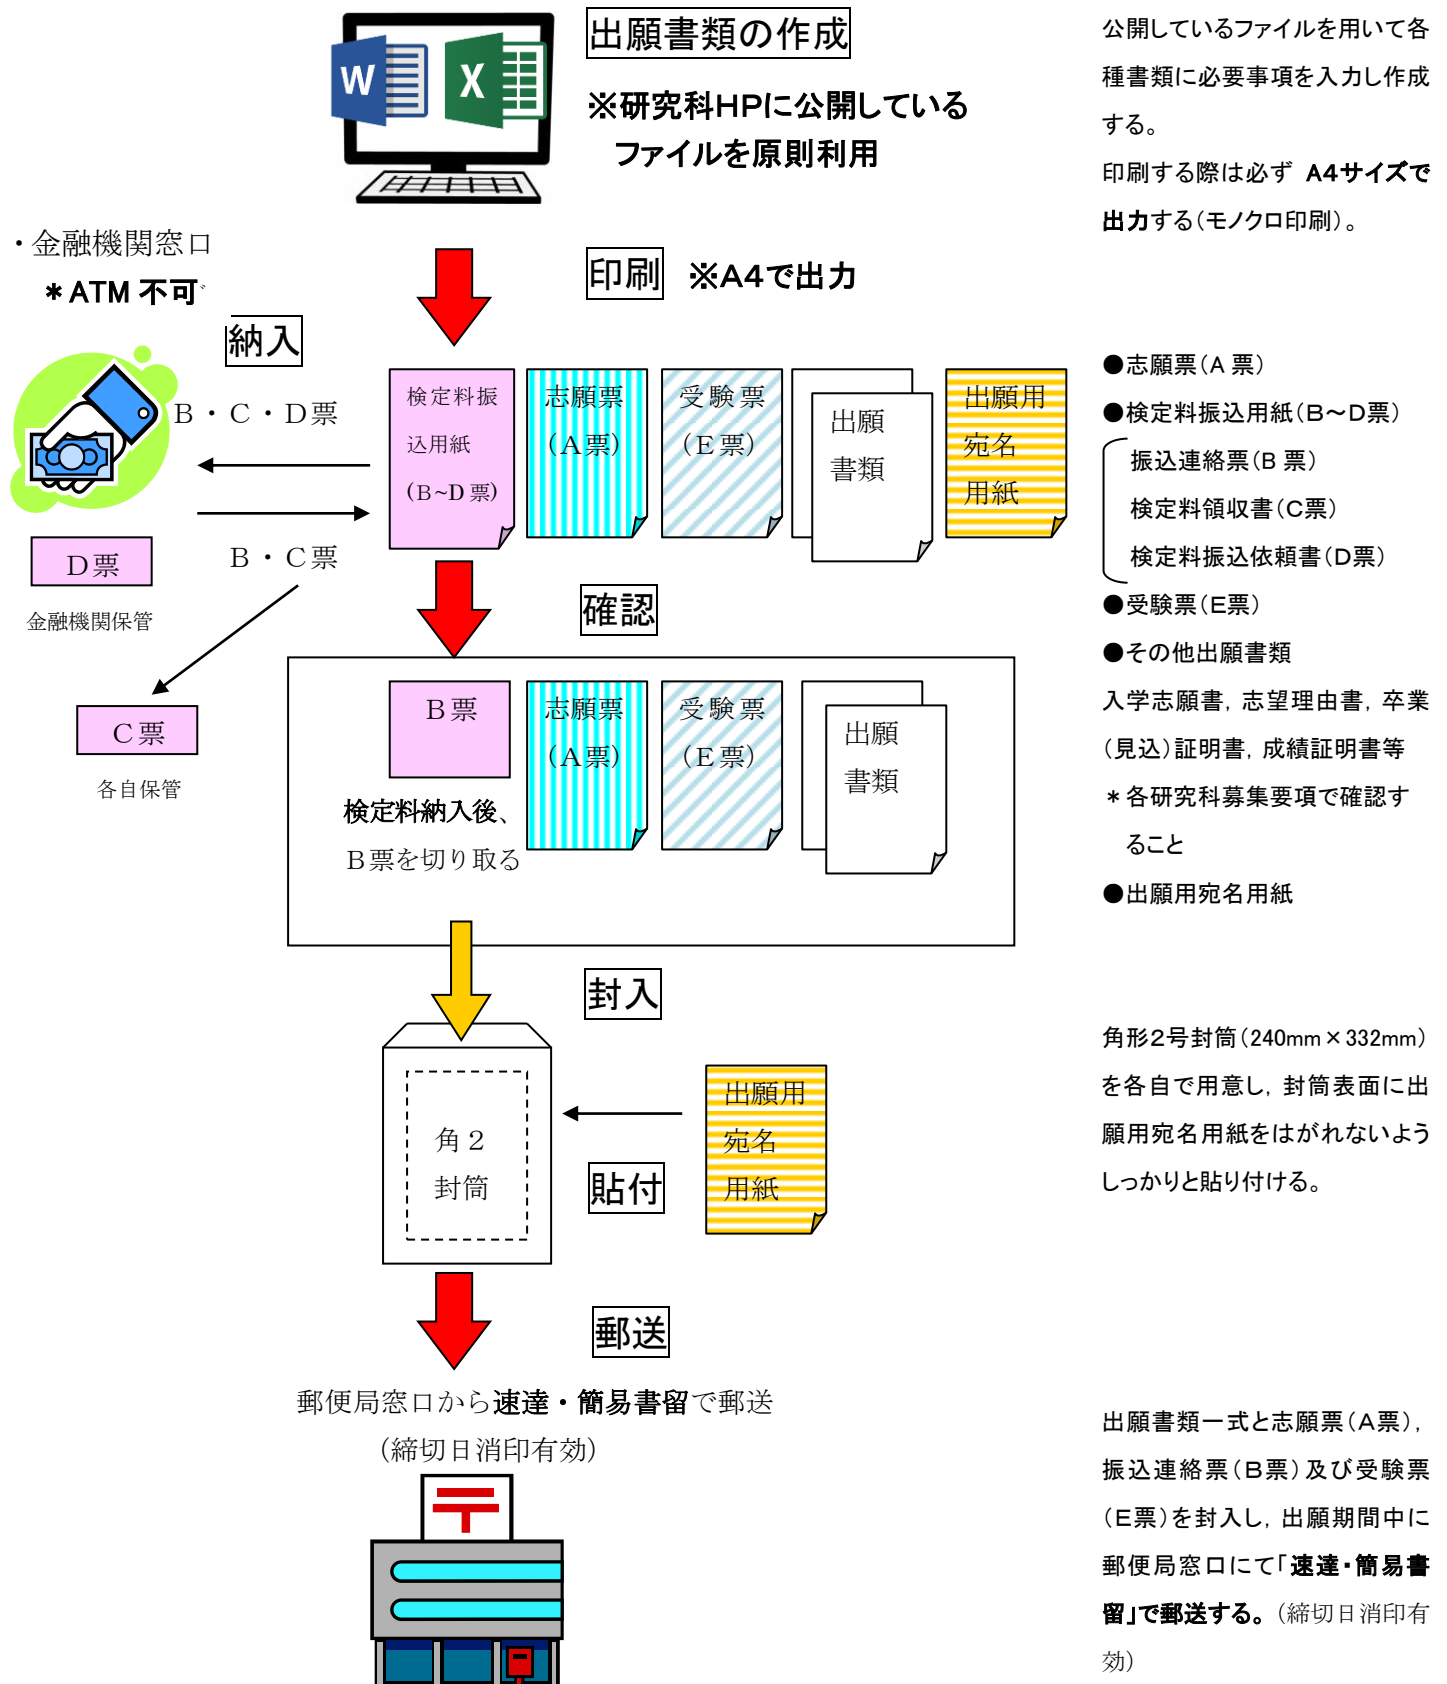 W X
出願書類の作成
※研究科HPに公開している
ファイルを原則利用
公開しているファイルを用いて各
種書類に必要事項を入力し作成
する。
印刷する際は必ず A4サイズで
出力する(モノクロ印刷)。
・金融機関窓口
＊ATM 不可
印刷 ※A4で出力
納入
B・C・D票
B・C票
D票
金融機関保管
C票
各自保管
検定料振
込用紙
(B~D 票)
志願票
(A票)
受験票
(E票)
出願
書類
出願用
宛名
用紙
●志願票(A 票)
●検定料振込用紙(B～D票)
振込連絡票(B 票)
検定料領収書(C票)
検定料振込依頼書(D票)
●受験票(E票)
●その他出願書類
入学志願書, 志望理由書, 卒業
(見込)証明書, 成績証明書等
＊各研究科募集要項で確認す
ること
●出願用宛名用紙
確認
B票
志願票
(A票)
受験票
(E票)
出願
書類
検定料納入後、
B票を切り取る
封入
角２
封筒
貼付
出願用
宛名
用紙
角形2号封筒(240mm×332mm)
を各自で用意し, 封筒表面に出
願用宛名用紙をはがれないよう
しっかりと貼り付ける。
郵送
郵便局窓口から速達・簡易書留で郵送
(締切日消印有効)
〒
出願書類一式と志願票(A票),
振込連絡票(B票)及び受験票
(E票)を封入し, 出願期間中に
郵便局窓口にて「速達・簡易書
留」で郵送する。(締切日消印有
効)